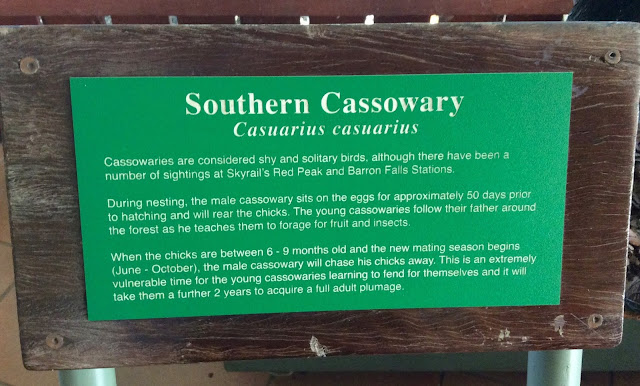 Southern Cassowary
Casuarius casuarius
Cassowaries are considered shy and solitary birds, although there have been a
number of sightings at Skyrail's Red Peak and Barron Falls Stations.
During nesting, the male cassowary sits on the eggs for approximately 50 days prior
to hatching and will rear the chicks. The young cassowaries follow their father around
the forest as he teaches them to forage for fruit and insects.
When the chicks are between 6 - 9 months old and the new mating season begins
(June - October), the male cassowary will chase his chicks away. This is an extremely
vulnerable time for the young cassowaries learning to fend for themselves and it will
take them a further 2 years to acquire a full adult plumage.